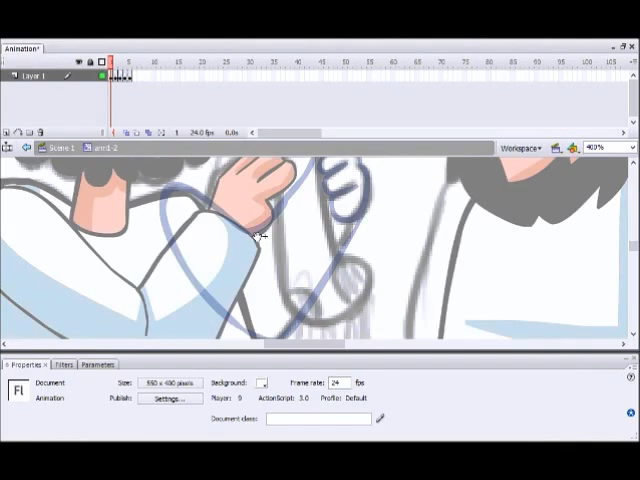 Animation*
5 10 15 20 25 30 35 40 45 50 55 60 65 70 75 80 85 90 95 100 105
Layer 1
1 24.0 fps 0.0s
Scene 1 arm1-2 Workspace 400%
Properties Filters Parameters
Fl Document Size: 550 x 400 pixels Background: Frame rate: 24 fps
Animation Publish: Settings... Player: 9 ActionScript: 3.0 Profile: Default
Document class: